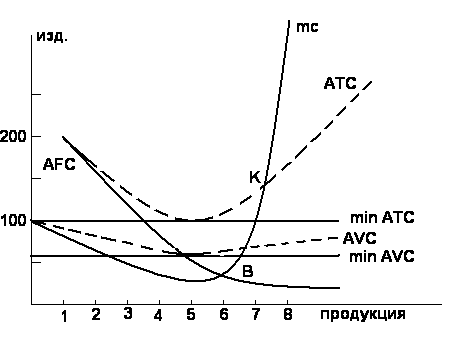 изд.
mc
ATC
200
AFC
K
100
min ATC
AVC
min AVC
B
1 2 3 4 5 6 7 8 продукция